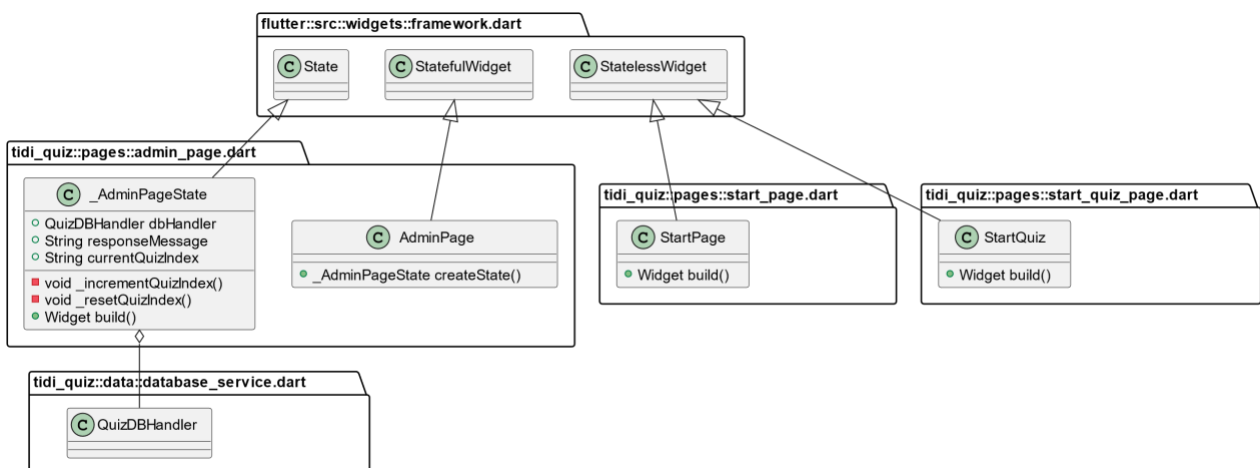 flutter::src::widgets::framework.dart
C State
C StatefulWidget
C StatelessWidget
tidi_quiz::pages::admin_page.dart
C _AdminPageState
QuizDBHandler dbHandler
String responseMessage
String currentQuizIndex
void _incrementQuizIndex()
void _resetQuizIndex()
Widget build()
C AdminPage
_AdminPageState createState()
tidi_quiz::pages::start_page.dart
C StartPage
Widget build()
tidi_quiz::pages::start_quiz_page.dart
C StartQuiz
Widget build()
tidi_quiz::data::database_service.dart
C QuizDBHandler